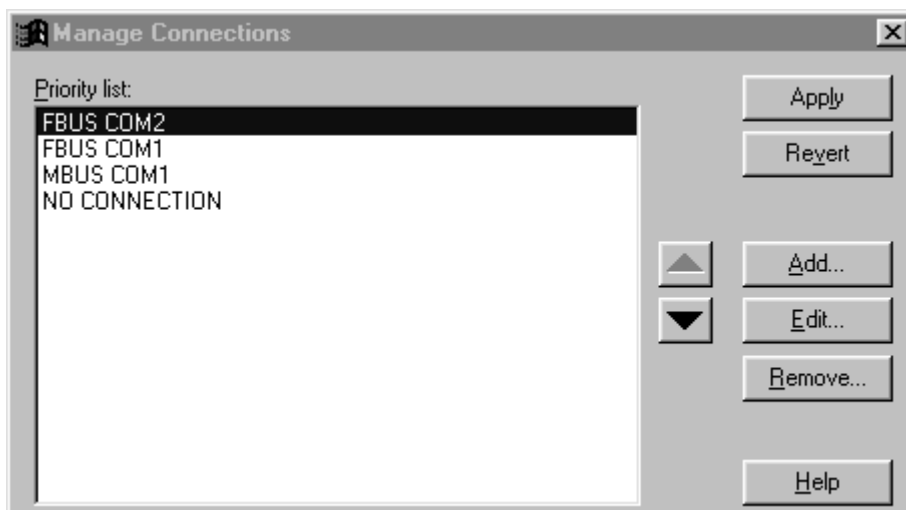 Manage Connections
Priority list:
FBUS COM2
FBUS COM1
MBUS COM1
NO CONNECTION
Apply
Revert
Add...
Edit...
Remove...
Help